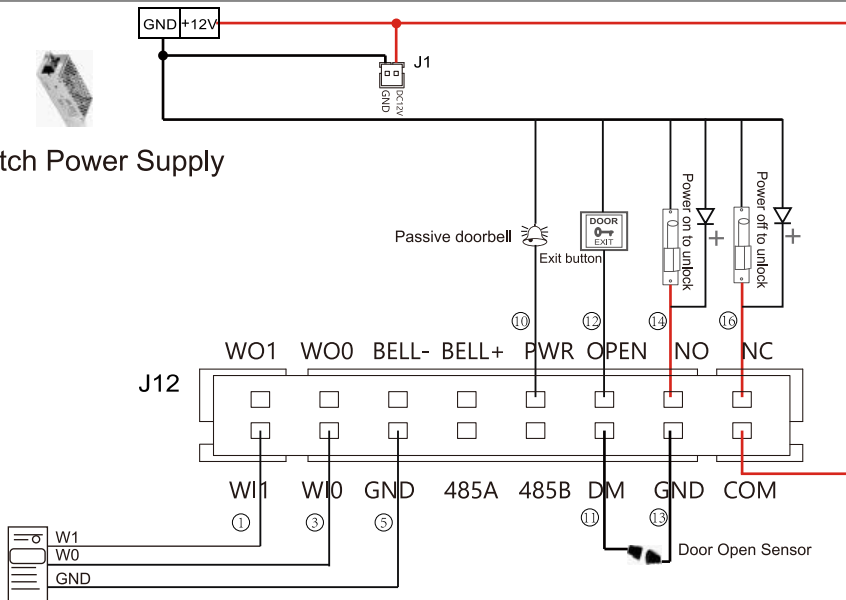 GND +12V
J1
GND
DC12V
tch Power Supply
Passive doorbell
DOOR
EXIT
Exit button
Power on to unlock
+
Power off to unlock
+
⑩ ⑫ ⑭ ⑯
WO1 WO0 BELL- BELL+ PWR OPEN NO NC
J12
WI1 WI0 GND 485A 485B DM GND COM
① ③ ⑤ ⑪ ⑬
W1
W0
GND
Door Open Sensor